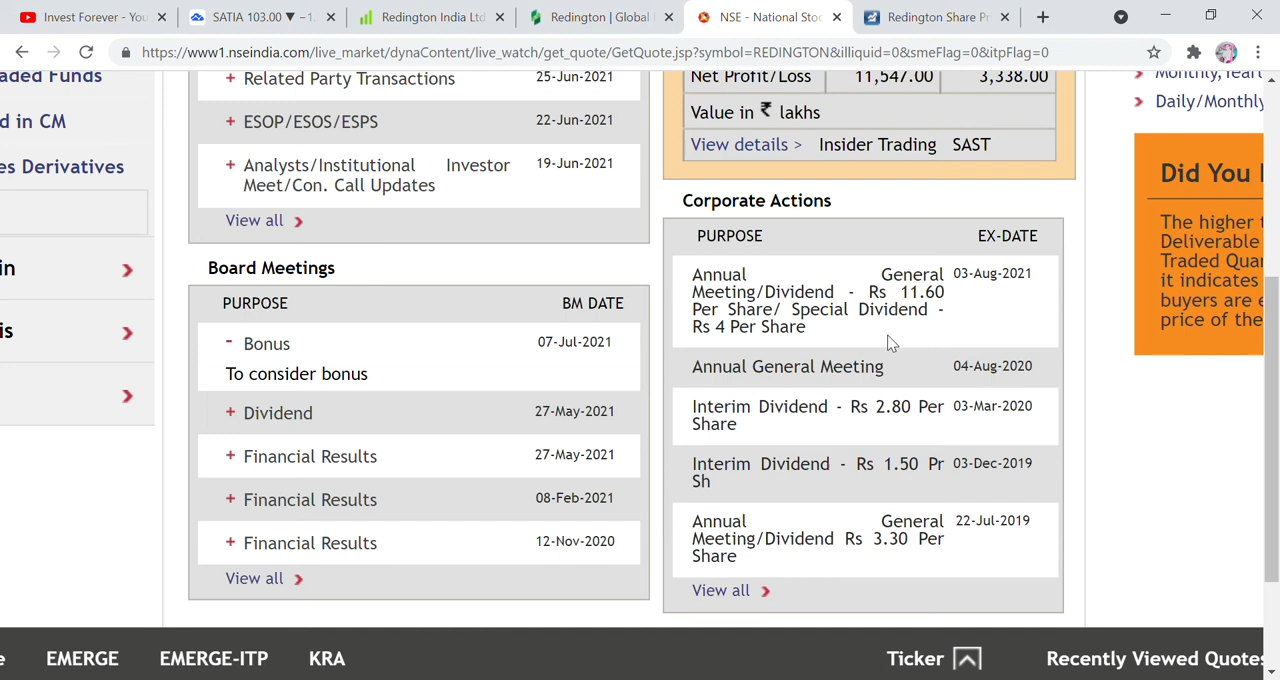 Invest Forever - You
SATIA 103.00 ▼ −1.
Redington India Ltd
Redington | Global
NSE - National Stoc
Redington Share Pri
https://www1.nseindia.com/live_market/dynaContent/live_watch/get_quote/GetQuote.jsp?symbol=REDINGTON&illiquid=0&smeFlag=0&itpFlag=0
aded Funds
d in CM
es Derivatives
in
is
+ Related Party Transactions 25-Jun-2021
+ ESOP/ESOS/ESPS 22-Jun-2021
+ Analysts/Institutional Investor 19-Jun-2021
Meet/Con. Call Updates
View all
Board Meetings
PURPOSE BM DATE
- Bonus 07-Jul-2021
To consider bonus
+ Dividend 27-May-2021
+ Financial Results 27-May-2021
+ Financial Results 08-Feb-2021
+ Financial Results 12-Nov-2020
View all
Net Profit/Loss 11,547.00 3,338.00
Value in ₹ lakhs
View details > Insider Trading SAST
Corporate Actions
PURPOSE EX-DATE
Annual General 03-Aug-2021
Meeting/Dividend - Rs 11.60
Per Share/ Special Dividend -
Rs 4 Per Share
Annual General Meeting 04-Aug-2020
Interim Dividend - Rs 2.80 Per 03-Mar-2020
Share
Interim Dividend - Rs 1.50 Pr 03-Dec-2019
Sh
Annual General 22-Jul-2019
Meeting/Dividend Rs 3.30 Per
Share
View all
Monthly, Yearl
Daily/Monthly
Did You
The higher t
Deliverable
Traded Qua
it indicates
buyers are e
price of the
e EMERGE EMERGE-ITP KRA Ticker Recently Viewed Quotes